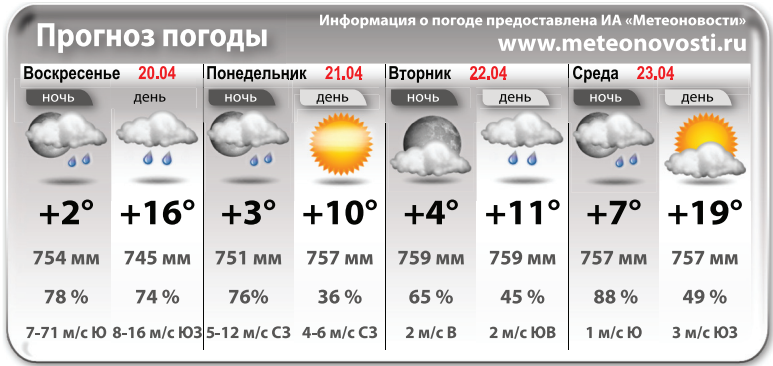 Прогноз погоды
Информация о погоде предоставлена ИА «Метеоновости»
www.meteonovosti.ru
Воскресенье 20.04 Понедельник 21.04 Вторник 22.04 Среда 23.04
ночь день ночь день ночь день ночь день
+2° +16° +3° +10° +4° +11° +7° +19°
754 мм 745 мм 751 мм 757 мм 759 мм 759 мм 757 мм 757 мм
78 % 74 % 76% 36 % 65 % 45 % 88 % 49 %
7-71 м/с Ю 8-16 м/с ЮЗ 5-12 м/с СЗ 4-6 м/с СЗ 2 м/с В 2 м/с ЮВ 1 м/с Ю 3 м/с ЮЗ